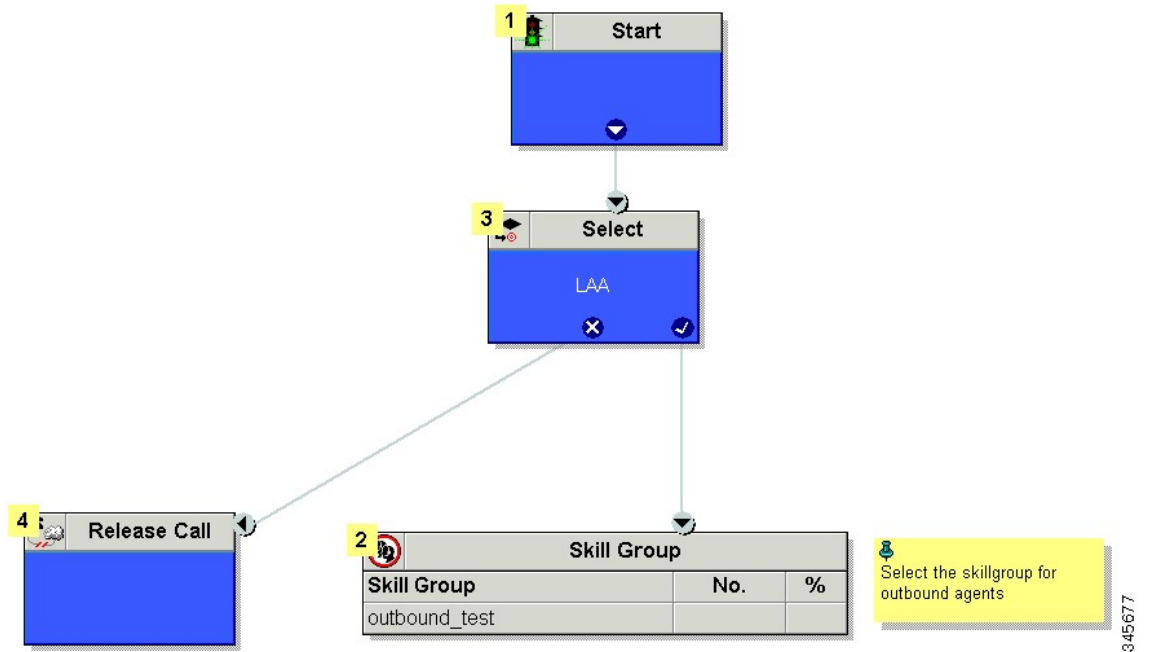 1
Start
3
Select
LAA
4
Release Call
2
Skill Group
Skill Group No. %
outbound_test
Select the skillgroup for
outbound agents
345677